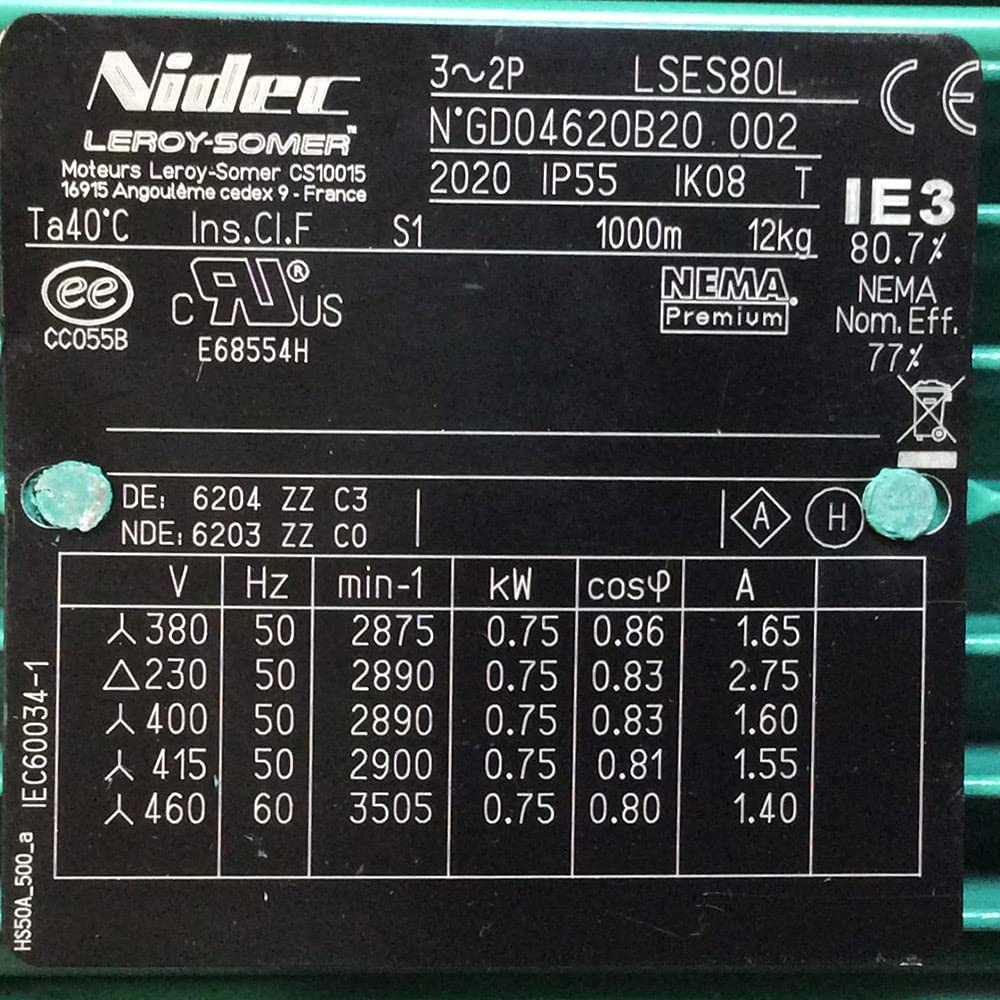 Nidec
LEROY-SOMER™
Moteurs Leroy-Somer CS10015
16915 Angoulême cedex 9 - France
3~2P LSES80L
N°GD04620B20 002
2020 IP55 IK08 T
CE
IE3
80.7%
NEMA
Nom. Eff.
77%
Ta40°C Ins.Cl.F S1 1000m 12kg
ee
CC055B
C RU® US
E68554H
NEMA.
Premium
DE: 6204 ZZ C3
NDE: 6203 ZZ C0
A H
V Hz min-1 kW cosφ A
⅄ 380 50 2875 0.75 0.86 1.65
△ 230 50 2890 0.75 0.83 2.75
⅄ 400 50 2890 0.75 0.83 1.60
⅄ 415 50 2900 0.75 0.81 1.55
⅄ 460 60 3505 0.75 0.80 1.40
IEC60034-1
HS50A_500_a